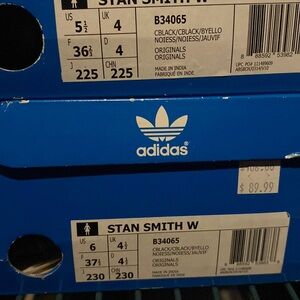 STAN SMITH W
US UK
5½ 4
B34065
CBLACK/CBLACK/BYELLO
NOIESS/NOIESS/JAUVIF
F D
36⅔ 4
ORIGINALS
ORIGINALS
J CHN
225 225
MADE IN INDIA
FABRIQUÉ EN INDE
adidas
$ 89.99
STAN SMITH W
US UK
6 4½
B34065
CBLACK/CBLACK/BYELLO
NOIESS/NOIESS/JAUVIF
F D
37⅓ 4½
ORIGINALS
ORIGINALS
J CHN
230 230
MADE IN INDIA
FABRIQUÉ EN INDE